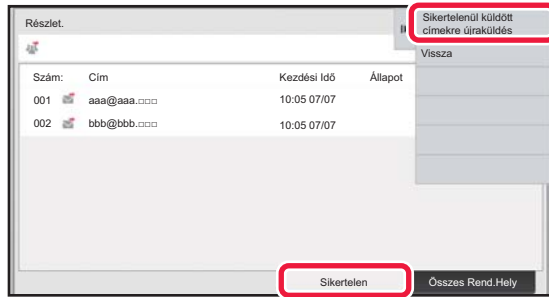 Részlet.
Sikertelenül küldött
címekre újraküldés
Vissza
Szám: Cím Kezdési Idő Állapot
001 aaa@aaa.□□□ 10:05 07/07
002 bbb@bbb.□□□ 10:05 07/07
Sikertelen Összes Rend.Hely